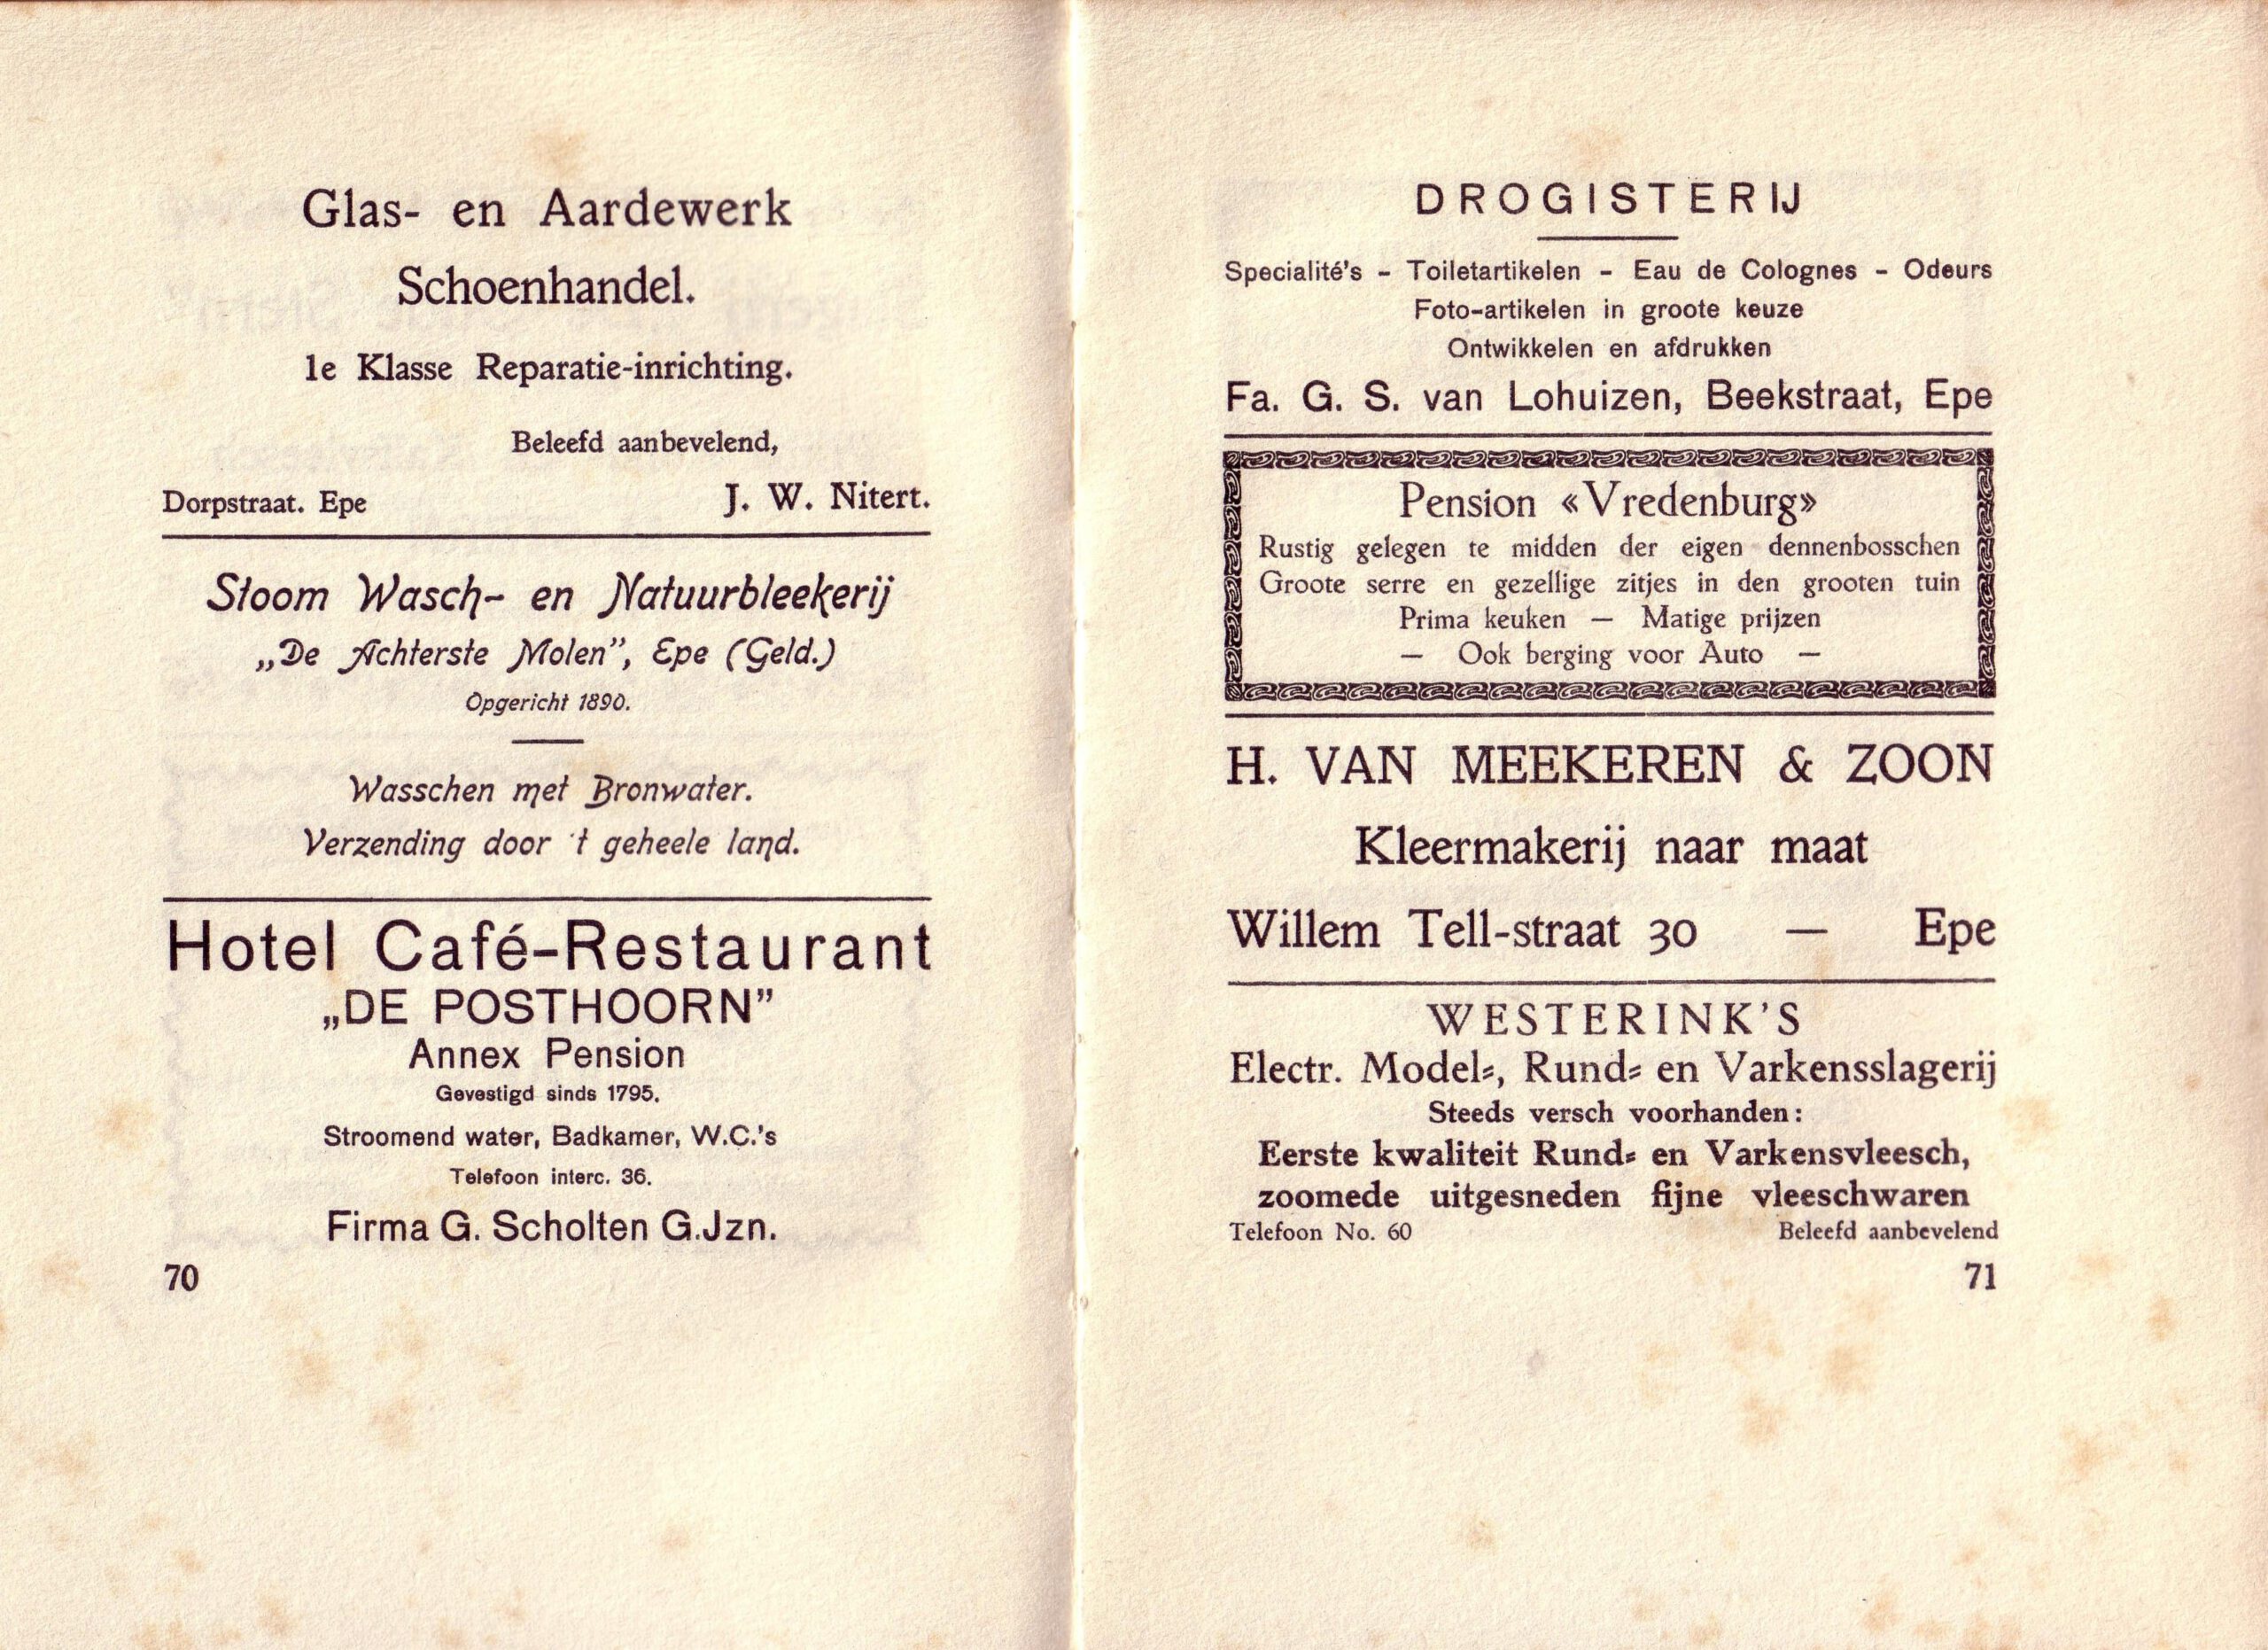 Glas- en Aardewerk
Schoenhandel.
1e Klasse Reparatie-inrichting.
Beleefd aanbevelend,
Dorpstraat. Epe J. W. Nitert.
Stoom Wasch- en Natuurbleekerij
„De Achterste Molen”, Epe (Geld.)
Opgericht 1890.
Wasschen met Bronwater.
Verzending door 't geheele land.
Hotel Café-Restaurant
„DE POSTHOORN”
Annex Pension
Gevestigd sinds 1795.
Stroomend water, Badkamer, W.C.'s
Telefoon interc. 36.
Firma G. Scholten G.Jzn.
70
DROGISTERIJ
Specialité's - Toiletartikelen - Eau de Colognes - Odeurs
Foto-artikelen in groote keuze
Ontwikkelen en afdrukken
Fa. G. S. van Lohuizen, Beekstraat, Epe
Pension «Vredenburg»
Rustig gelegen te midden der eigen dennenbosschen
Groote serre en gezellige zitjes in den grooten tuin
Prima keuken — Matige prijzen
— Ook berging voor Auto —
H. VAN MEEKEREN & ZOON
Kleermakerij naar maat
Willem Tell-straat 30 — Epe
WESTERINK'S
Electr. Model-, Rund- en Varkensslagerij
Steeds versch voorhanden:
Eerste kwaliteit Rund- en Varkensvleesch,
zoomede uitgesneden fijne vleeschwaren
Telefoon No. 60 Beleefd aanbevelend
71